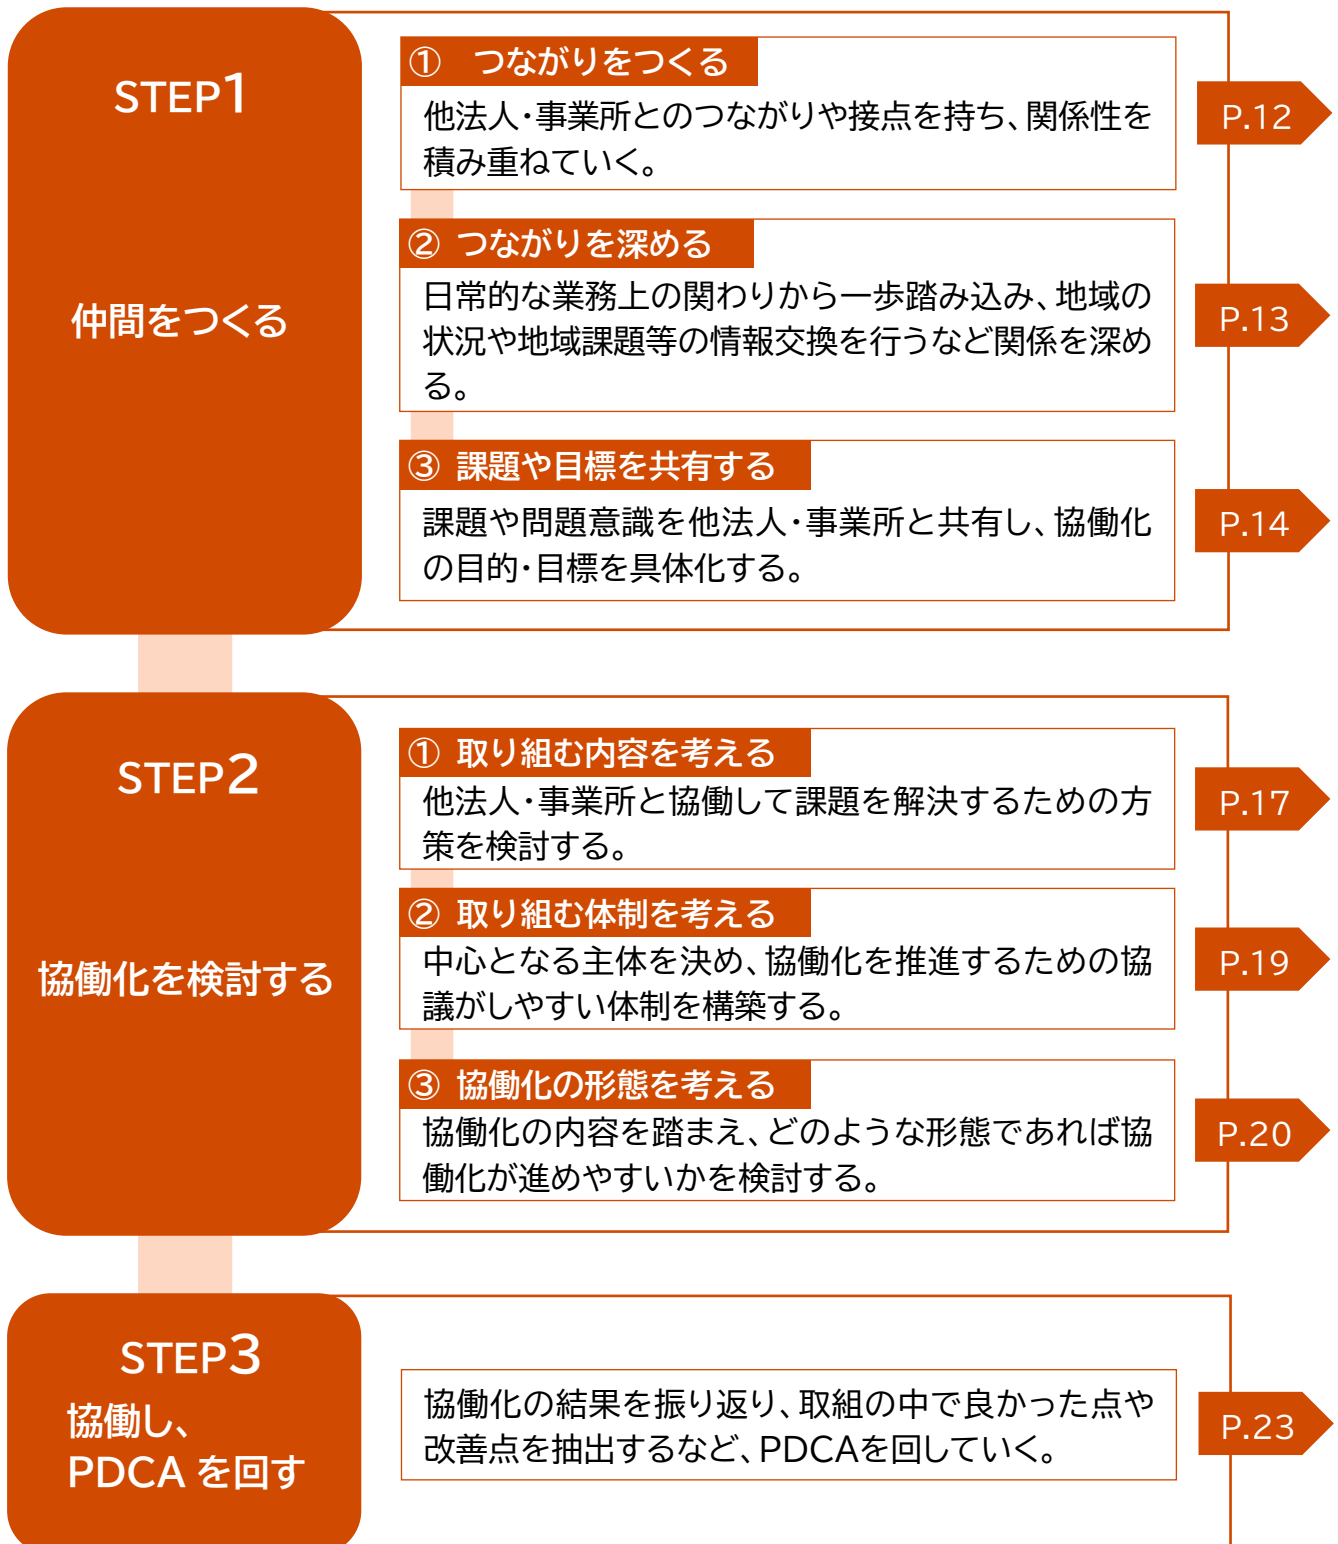 STEP1
仲間をつくる
① つながりをつくる
他法人・事業所とのつながりや接点を持ち、関係性を
積み重ねていく。
P.12
② つながりを深める
日常的な業務上の関わりから一歩踏み込み、地域の
状況や地域課題等の情報交換を行うなど関係を深め
る。
P.13
③ 課題や目標を共有する
課題や問題意識を他法人・事業所と共有し、協働化
の目的・目標を具体化する。
P.14
STEP2
協働化を検討する
① 取り組む内容を考える
他法人・事業所と協働して課題を解決するための方
策を検討する。
P.17
② 取り組む体制を考える
中心となる主体を決め、協働化を推進するための協
議がしやすい体制を構築する。
P.19
③ 協働化の形態を考える
協働化の内容を踏まえ、どのような形態であれば協
働化が進めやすいかを検討する。
P.20
STEP3
協働し、
PDCA を回す
協働化の結果を振り返り、取組の中で良かった点や
改善点を抽出するなど、PDCAを回していく。
P.23